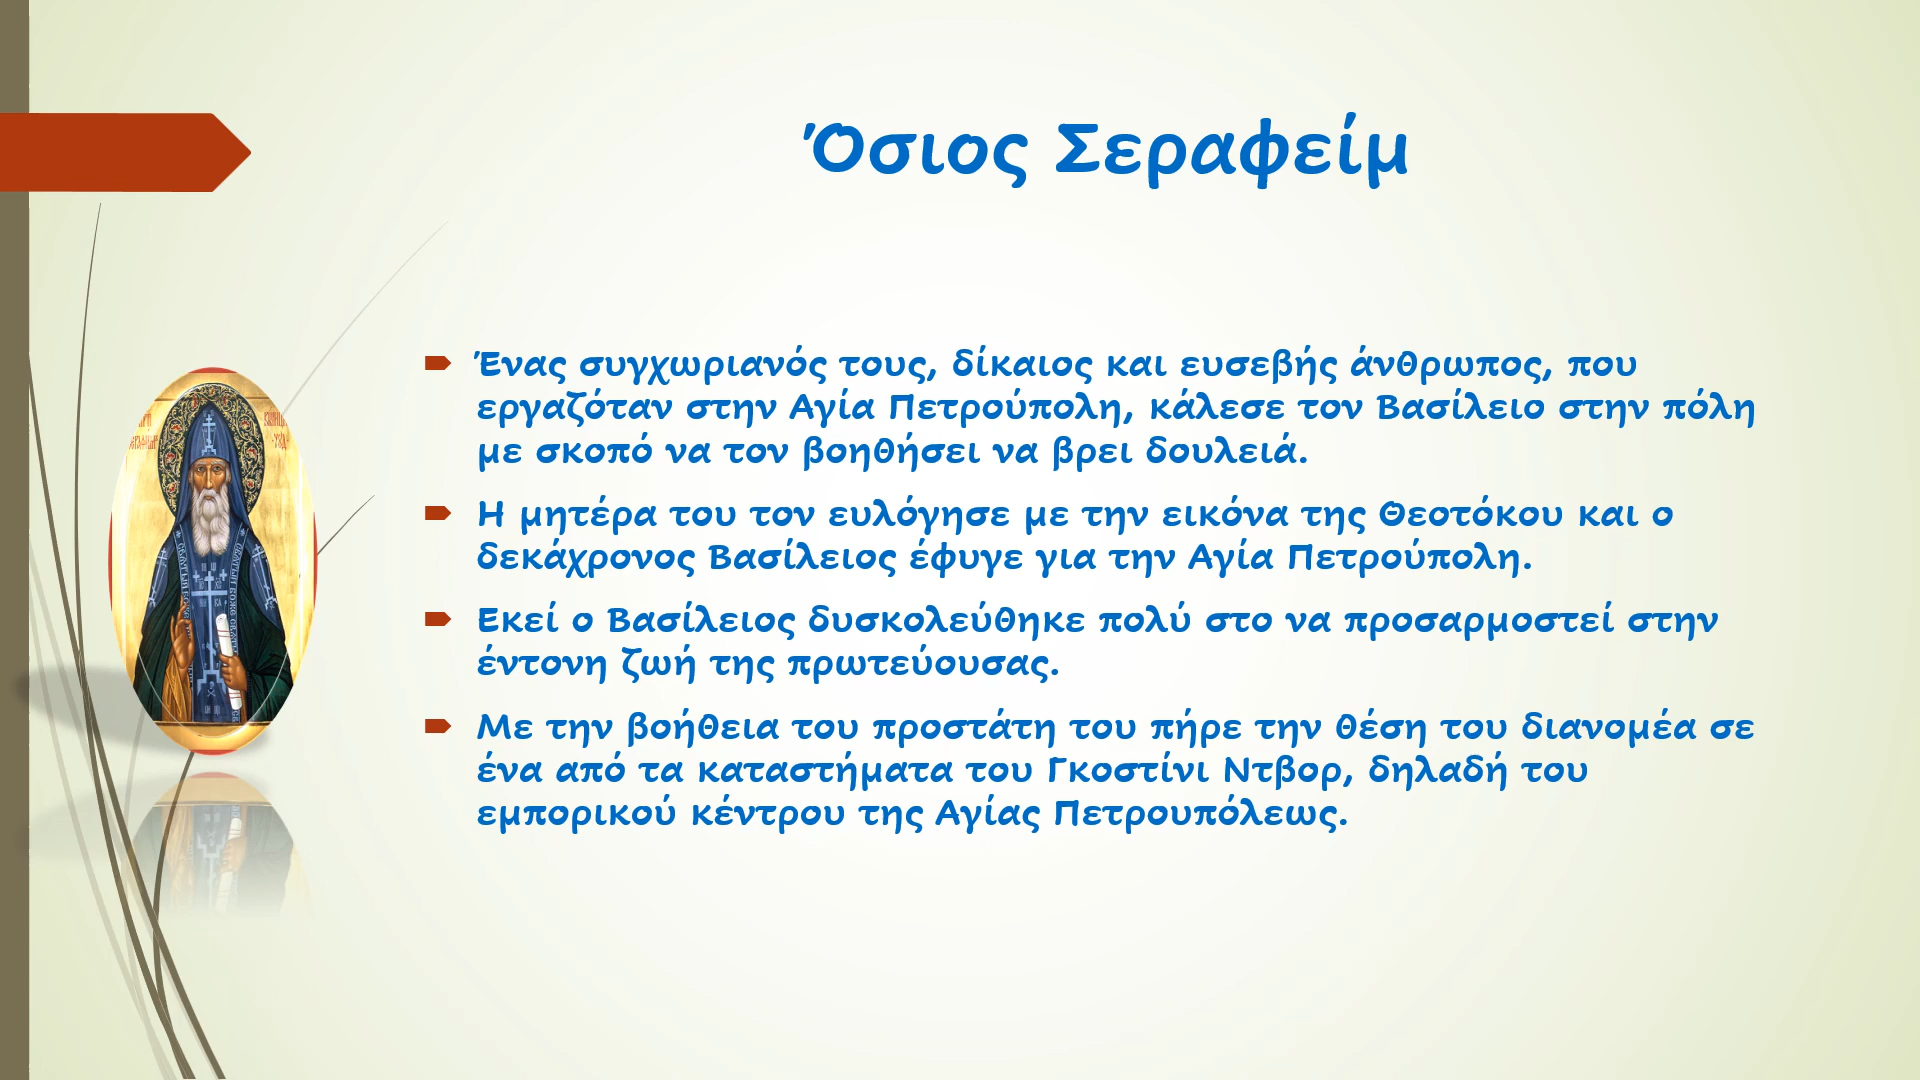 Όσιος Σεραφείμ
Ένας συγχωριανός τους, δίκαιος και ευσεβής άνθρωπος, που
εργαζόταν στην Αγία Πετρούπολη, κάλεσε τον Βασίλειο στην πόλη
με σκοπό να τον βοηθήσει να βρει δουλειά.
Η μητέρα του τον ευλόγησε με την εικόνα της Θεοτόκου και ο
δεκάχρονος Βασίλειος έφυγε για την Αγία Πετρούπολη.
Εκεί ο Βασίλειος δυσκολεύθηκε πολύ στο να προσαρμοστεί στην
έντονη ζωή της πρωτεύουσας.
Με την βοήθεια του προστάτη του πήρε την θέση του διανομέα σε
ένα από τα καταστήματα του Γκοστίνι Ντβορ, δηλαδή του
εμπορικού κέντρου της Αγίας Πετρουπόλεως.